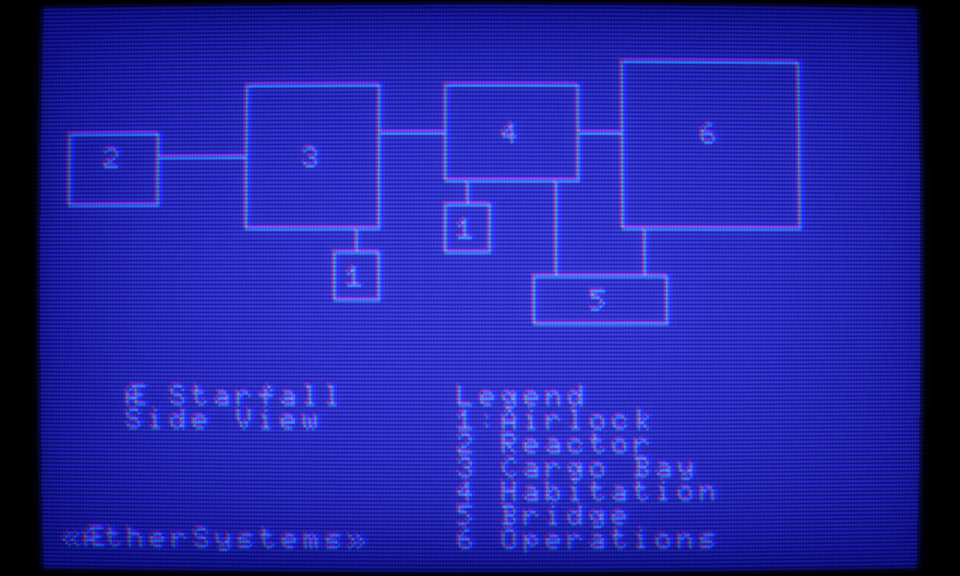 2
3
4
6
1
1
5
Æ Starfall
Side View
«ÆtherSystems»
Legend
1 Airlock
2 Reactor
3 Cargo Bay
4 Habitation
5 Bridge
6 Operations